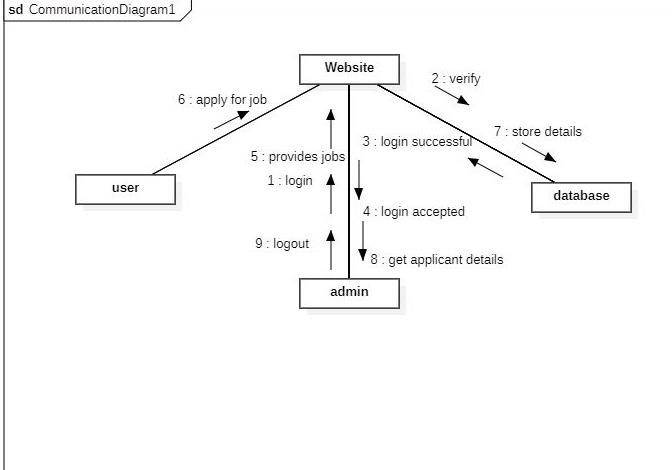 sd CommunicationDiagram1
Website
2 : verify
6 : apply for job
7 : store details
3 : login successful
5 : provides jobs
1 : login
user
database
4 : login accepted
9 : logout
8 : get applicant details
admin